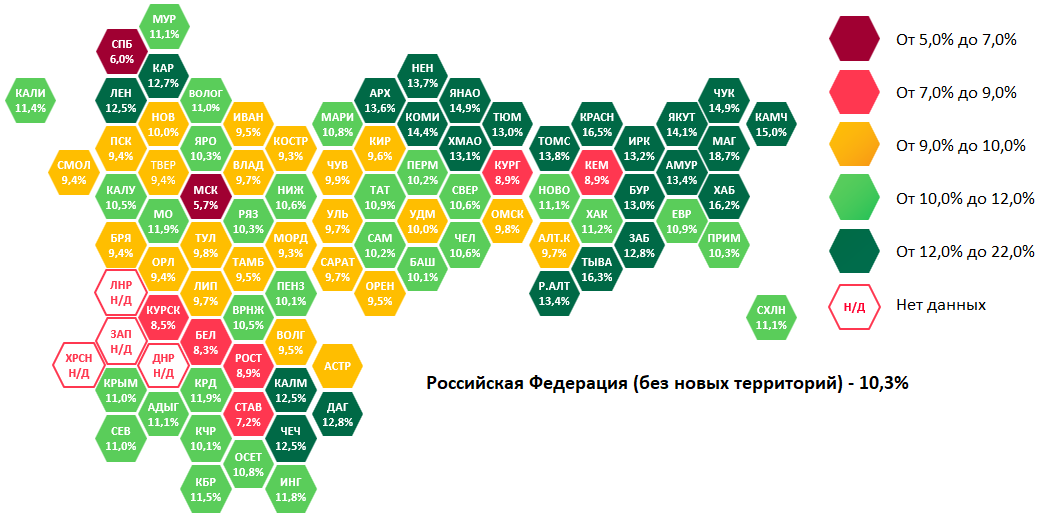 МУР
11,1%
СПБ
6,0%
КАР
12,7%
НЕН
13,7%
КАЛИ
11,4%
ЛЕН
12,5%
ВОЛОГ
11,0%
АРХ
13,6%
ЯНАО
14,9%
ЧУК
14,9%
НОВ
10,0%
ИВАН
9,5%
МАРИ
10,8%
КОМИ
14,4%
ТЮМ
13,0%
КРАСН
16,5%
ЯКУТ
14,1%
КАМЧ
15,0%
ПСК
9,4%
ЯРО
10,3%
КОСТР
9,3%
КИР
9,6%
ХМАО
13,1%
ТОМС
13,8%
ИРК
13,2%
МАГ
18,7%
СМОЛ
9,4%
ТВЕР
9,4%
ВЛАД
9,7%
ЧУВ
9,9%
ПЕРМ
10,2%
КУРГ
8,9%
КЕМ
8,9%
АМУР
13,4%
КАЛУ
10,5%
МСК
5,7%
НИЖ
10,6%
ТАТ
10,9%
СВЕР
10,6%
НОВО
11,1%
БУР
13,0%
ХАБ
16,2%
МО
11,9%
РЯЗ
10,3%
УЛЬ
9,7%
УДМ
10,0%
ОМСК
9,8%
ХАК
11,2%
ЕВР
10,9%
БРЯ
9,4%
ТУЛ
9,8%
МОРД
9,3%
САМ
10,2%
ЧЕЛ
10,6%
АЛТ.К
9,7%
ЗАБ
12,8%
ПРИМ
10,3%
ОРЛ
9,4%
ТАМБ
9,5%
САРАТ
9,7%
БАШ
10,1%
ТЫВА
16,3%
ЛНР
Н/Д
ЛИП
9,7%
ПЕНЗ
10,1%
ОРЕН
9,5%
Р.АЛТ
13,4%
КУРСК
8,5%
ВРНЖ
10,5%
СХЛН
11,1%
ЗАП
Н/Д
БЕЛ
8,3%
ВОЛГ
9,5%
ХРСН
Н/Д
ДНР
Н/Д
РОСТ
8,9%
АСТР
КРЫМ
11,0%
КРД
11,9%
КАЛМ
12,5%
АДЫГ
11,1%
СТАВ
7,2%
ДАГ
12,8%
СЕВ
11,0%
КЧР
10,1%
ЧЕЧ
12,5%
ОСЕТ
10,8%
КБР
11,5%
ИНГ
11,8%
Российская Федерация (без новых территорий) - 10,3%
От 5,0% до 7,0%
От 7,0% до 9,0%
От 9,0% до 10,0%
От 10,0% до 12,0%
От 12,0% до 22,0%
Н/Д
Нет данных